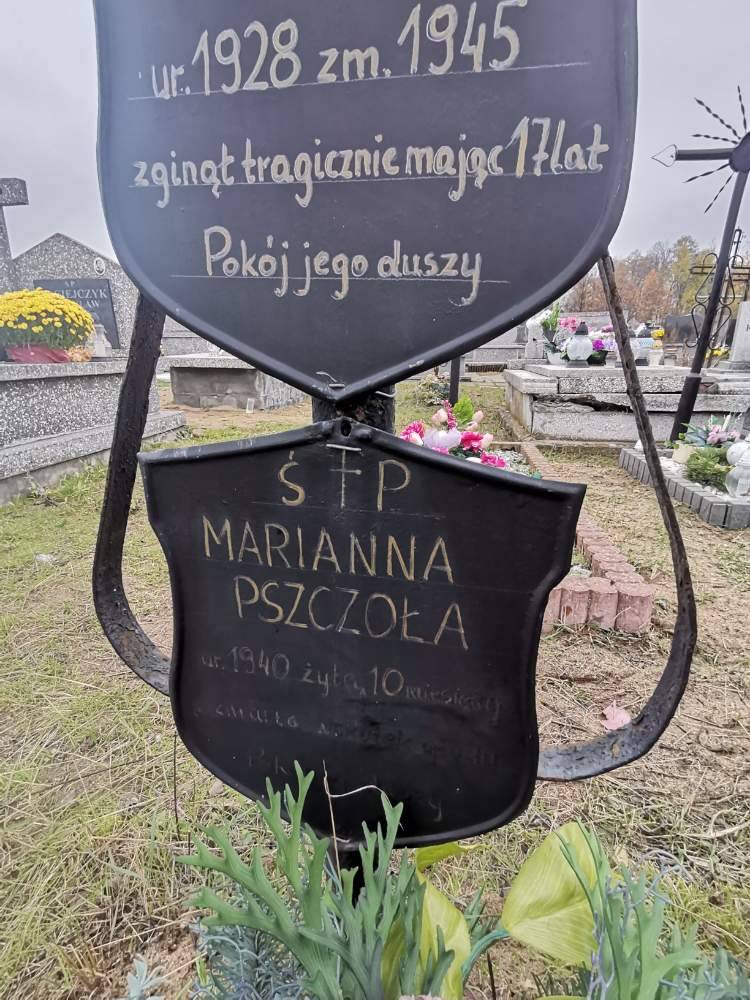 ur. 1928 zm. 1945
zginął tragicznie mając 17 lat
Pokój jego duszy
Ś † P
MARIANNA
PSZCZOŁA
ur. 1940 żyła 10 miesięcy
zmarła